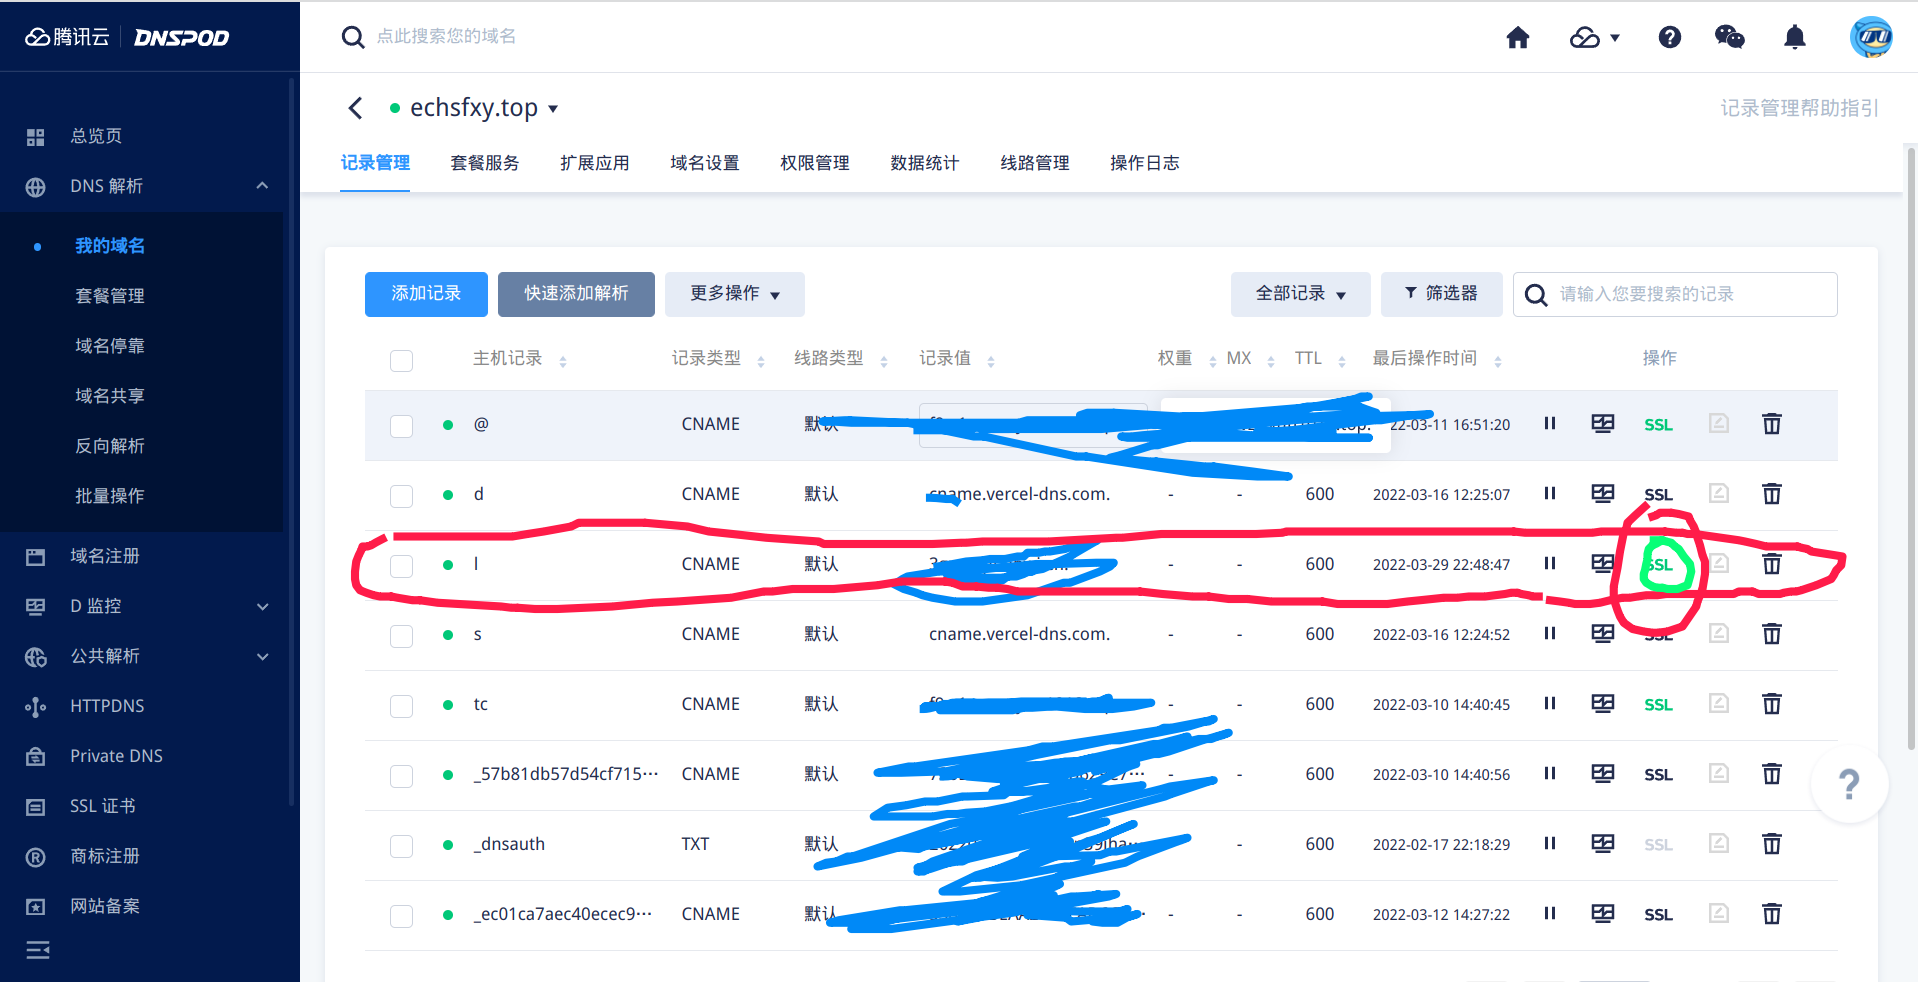 腾讯云 DNSPOD
点此搜索您的域名
echsfxy.top
记录管理帮助指引
记录管理 套餐服务 扩展应用 域名设置 权限管理 数据统计 线路管理 操作日志
总览页
DNS 解析
我的域名
套餐管理
域名停靠
域名共享
反向解析
批量操作
域名注册
D 监控
公共解析
HTTPDNS
Private DNS
SSL 证书
商标注册
网站备案
添加记录 快速添加解析 更多操作 全部记录 筛选器 请输入您要搜索的记录
主机记录 记录类型 线路类型 记录值 权重 MX TTL 最后操作时间 操作
@ CNAME 默认 22-03-11 16:51:20 SSL
d CNAME 默认 cname.vercel-dns.com. - - 600 2022-03-16 12:25:07 SSL
l CNAME 默认 - - 600 2022-03-29 22:48:47 SSL
s CNAME 默认 cname.vercel-dns.com. - - 600 2022-03-16 12:24:52 SSL
tc CNAME 默认 - - 600 2022-03-10 14:40:45 SSL
_57b81db57d54cf715··· CNAME 默认 - - 600 2022-03-10 14:40:56 SSL
_dnsauth TXT 默认 - 600 2022-02-17 22:18:29 SSL
_ec01ca7aec40ecec9··· CNAME 默认 - - 600 2022-03-12 14:27:22 SSL
?